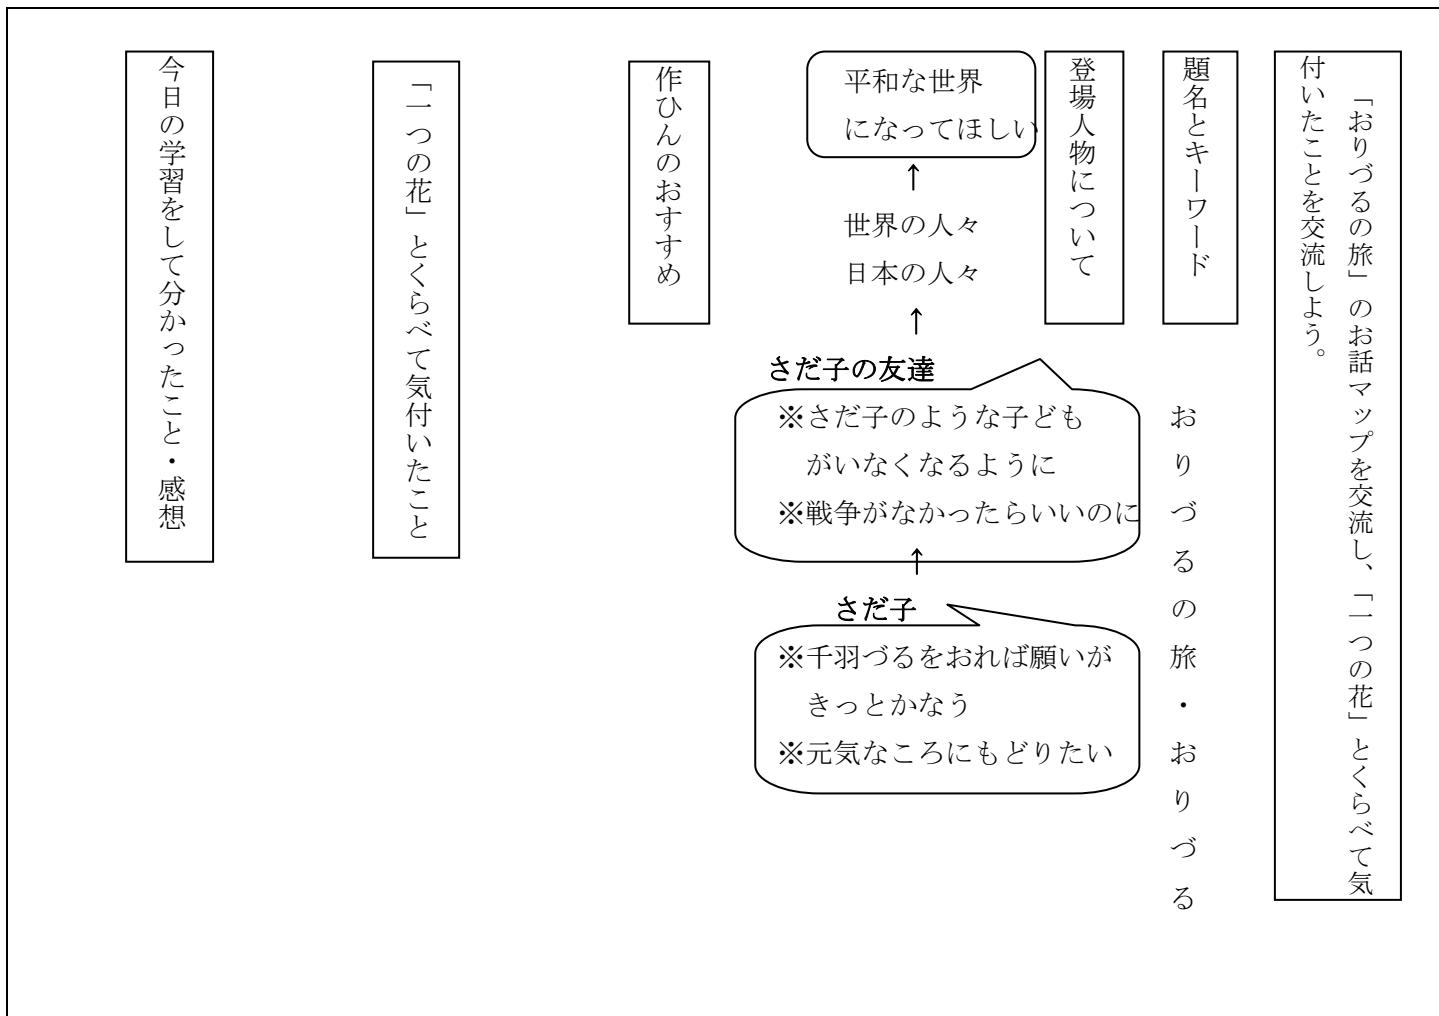 「おりづるの旅」のお話マップを交流し、「一つの花」とくらべて気
付いたことを交流しよう。
題名とキーワード
おりづるの旅・おりづる
登場人物について
平和な世界
になってほしい
↑
世界の人々
日本の人々
↑
さだ子の友達
※さだ子のような子ども
がいなくなるように
※戦争がなかったらいいのに
↑
さだ子
※千羽づるをおれば願いが
きっとかなう
※元気なころにもどりたい
作ひんのおすすめ
「一つの花」とくらべて気付いたこと
今日の学習をして分かったこと・感想